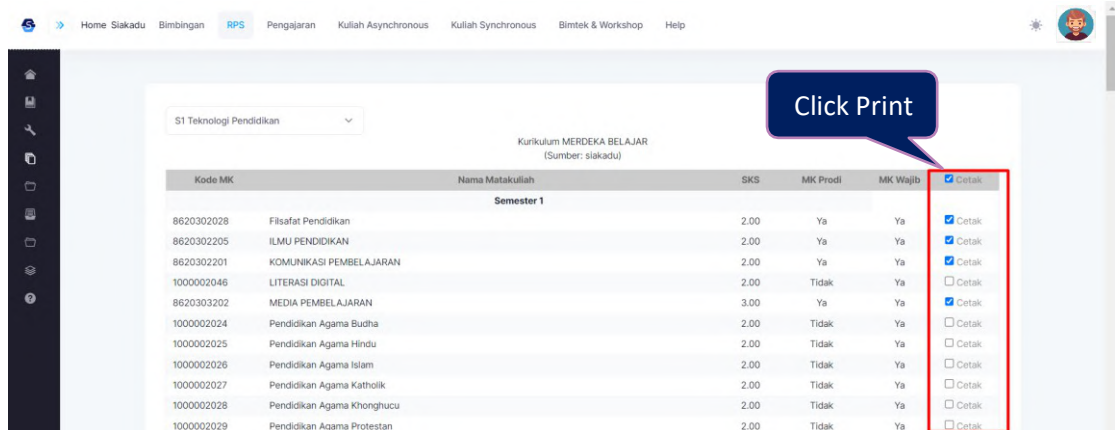 Home Siakadu Bimbingan RPS Pengajaran Kuliah Asynchronous Kuliah Synchronous Bimtek & Workshop Help
Click Print
S1 Teknologi Pendidikan
Kurikulum MERDEKA BELAJAR
(Sumber: siakadu)
Kode MK Nama Matakuliah SKS MK Prodi MK Wajib Cetak
Semester 1
8620302028 Filsafat Pendidikan 2.00 Ya Ya Cetak
8620302205 ILMU PENDIDIKAN 2.00 Ya Ya Cetak
8620302201 KOMUNIKASI PEMBELAJARAN 2.00 Ya Ya Cetak
1000002046 LITERASI DIGITAL 2.00 Tidak Ya Cetak
8620303202 MEDIA PEMBELAJARAN 3.00 Ya Ya Cetak
1000002024 Pendidikan Agama Budha 2.00 Tidak Ya Cetak
1000002025 Pendidikan Agama Hindu 2.00 Tidak Ya Cetak
1000002026 Pendidikan Agama Islam 2.00 Tidak Ya Cetak
1000002027 Pendidikan Agama Katholik 2.00 Tidak Ya Cetak
1000002028 Pendidikan Agama Khonghucu 2.00 Tidak Ya Cetak
1000002029 Pendidikan Agama Protestan 2.00 Tidak Ya Cetak